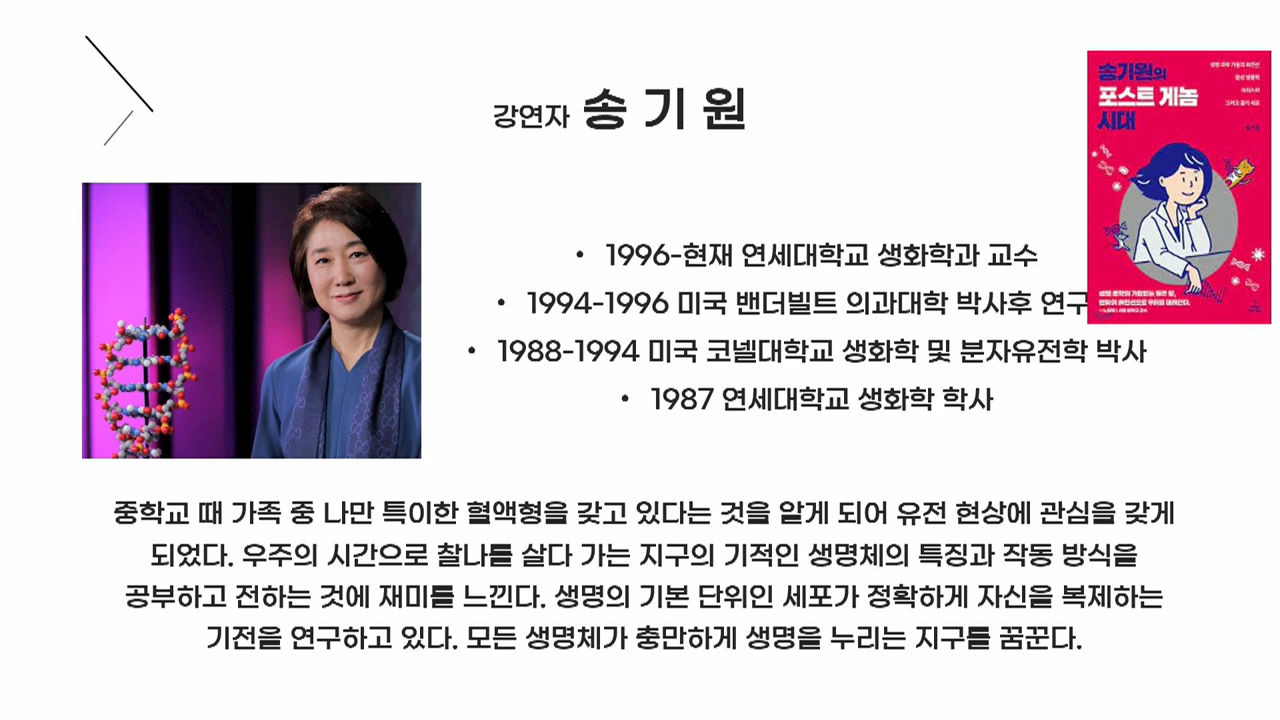 강연자 송 기 원
송기원의
포스트 게놈
시대
• 1996-현재 연세대학교 생화학과 교수
• 1994-1996 미국 밴더빌트 의과대학 박사후 연구
• 1988-1994 미국 코넬대학교 생화학 및 분자유전학 박사
• 1987 연세대학교 생화학 학사
중학교 때 가족 중 나만 특이한 혈액형을 갖고 있다는 것을 알게 되어 유전 현상에 관심을 갖게
되었다. 우주의 시간으로 찰나를 살다 가는 지구의 기적인 생명체의 특징과 작동 방식을
공부하고 전하는 것에 재미를 느낀다. 생명의 기본 단위인 세포가 정확하게 자신을 복제하는
기전을 연구하고 있다. 모든 생명체가 충만하게 생명을 누리는 지구를 꿈꾼다.